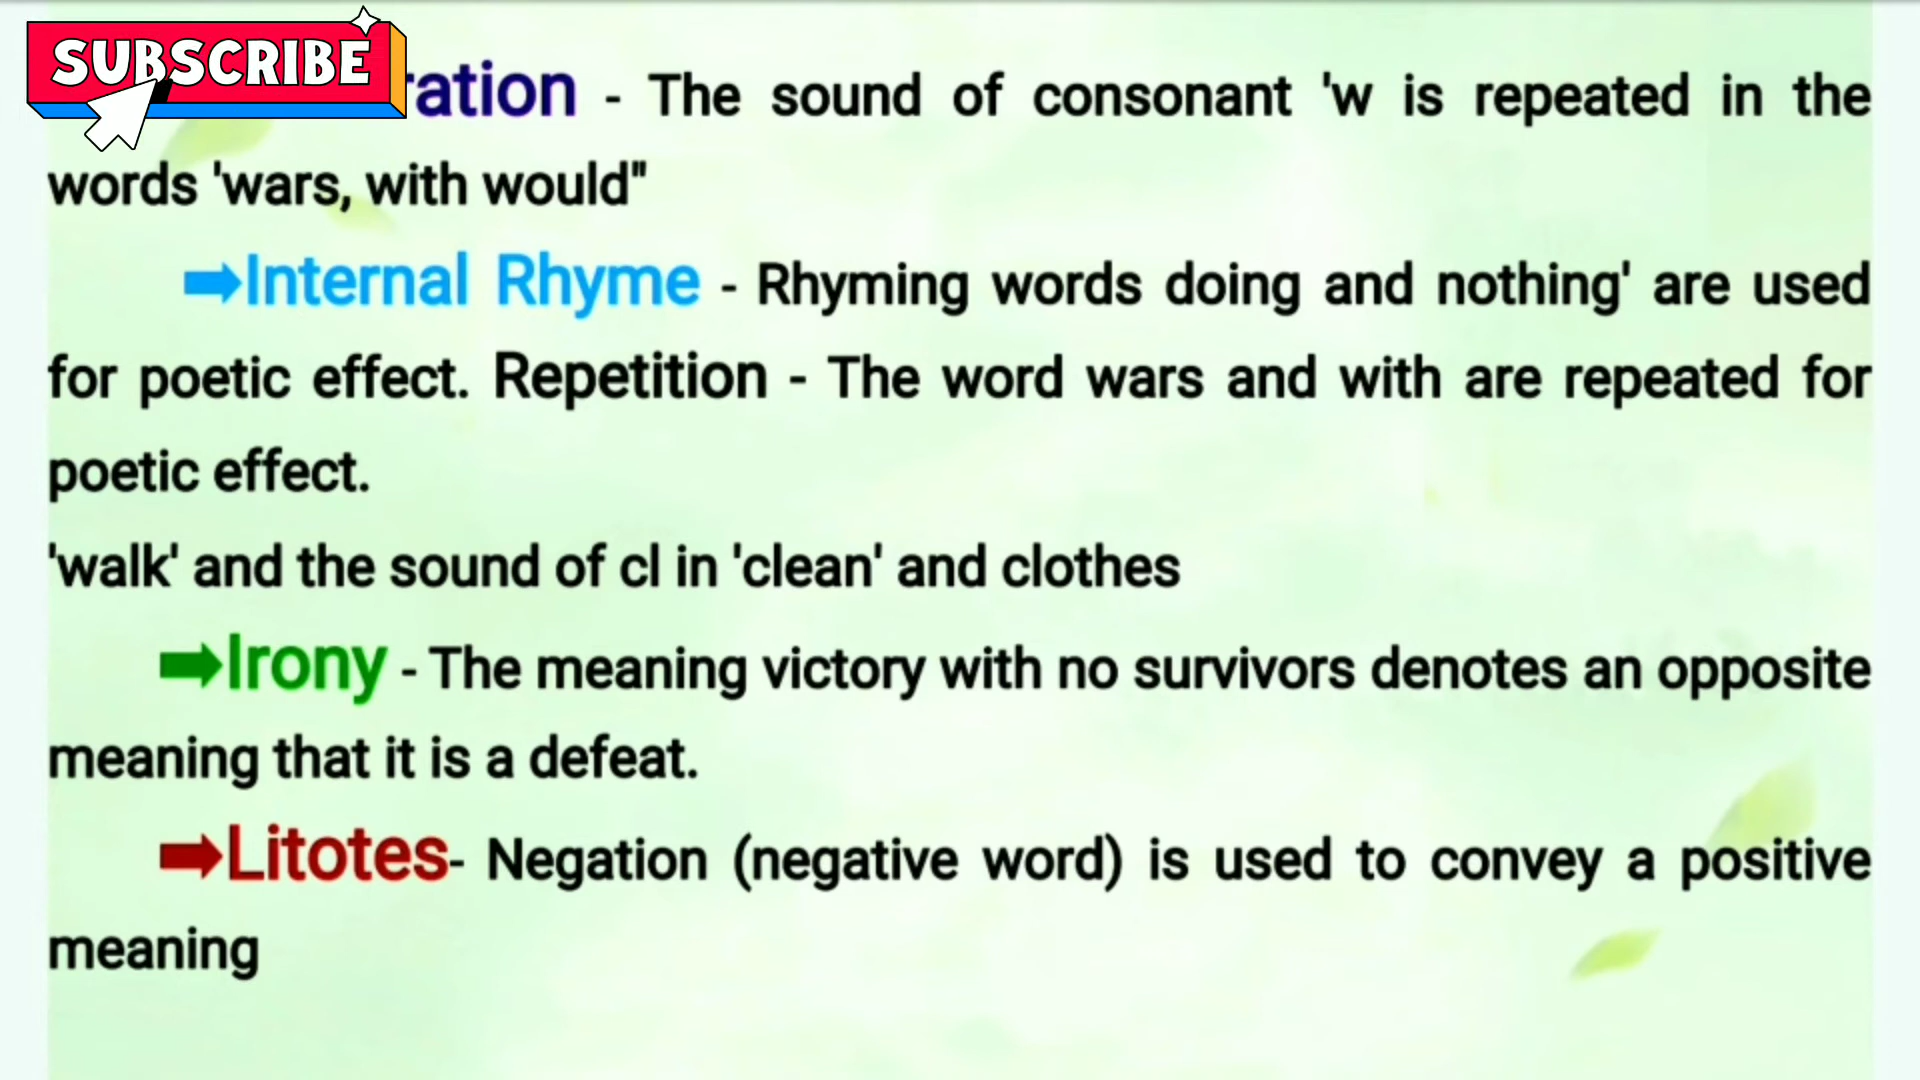 SUBSCRIBE
ration - The sound of consonant 'w is repeated in the
words 'wars, with would"
➡Internal Rhyme - Rhyming words doing and nothing' are used
for poetic effect. Repetition - The word wars and with are repeated for
poetic effect.
'walk' and the sound of cl in 'clean' and clothes
➡Irony - The meaning victory with no survivors denotes an opposite
meaning that it is a defeat.
➡Litotes- Negation (negative word) is used to convey a positive
meaning